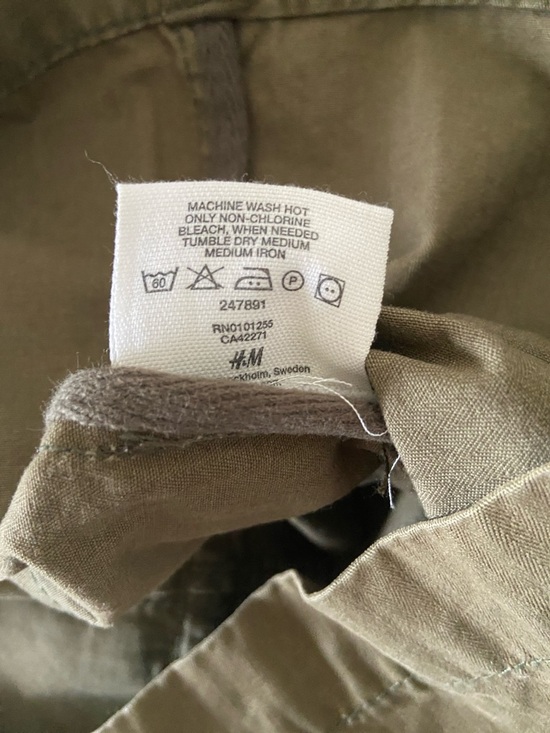 MACHINE WASH HOT
ONLY NON-CHLORINE
BLEACH, WHEN NEEDED
TUMBLE DRY MEDIUM
MEDIUM IRON
60 P
247891
RN0101255
CA42271
H&M
Sweden